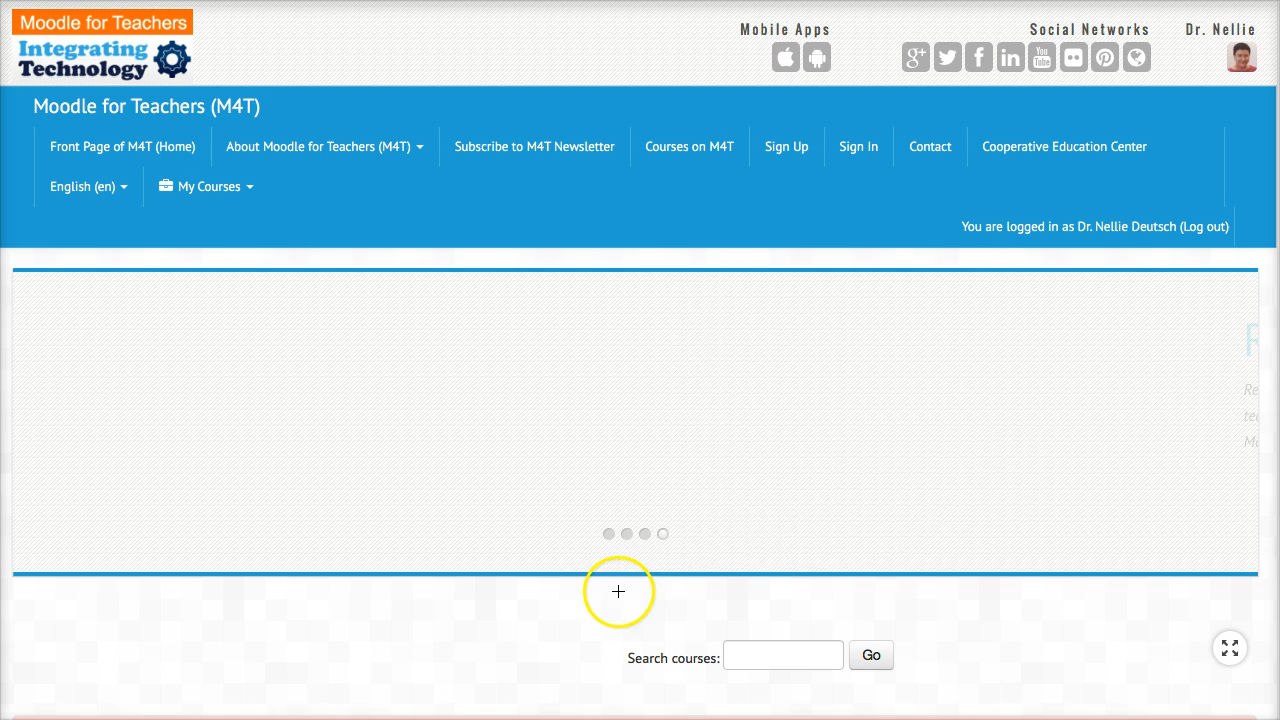 Moodle for Teachers
Integrating
Technology
Mobile Apps
Social Networks
Dr. Nellie
g+
You
Tube
Moodle for Teachers (M4T)
Front Page of M4T (Home)
About Moodle for Teachers (M4T)
Subscribe to M4T Newsletter
Courses on M4T
Sign Up
Sign In
Contact
Cooperative Education Center
English (en)
My Courses
You are logged in as Dr. Nellie Deutsch (Log out)
Search courses:
Go